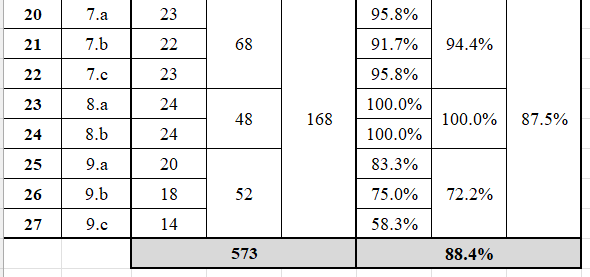 20 7.a 23 95.8%
21 7.b 22 68 91.7% 94.4%
22 7.c 23 95.8%
23 8.a 24 100.0%
48 168 100.0% 87.5%
24 8.b 24 100.0%
25 9.a 20 83.3%
26 9.b 18 52 75.0% 72.2%
27 9.c 14 58.3%
573 88.4%